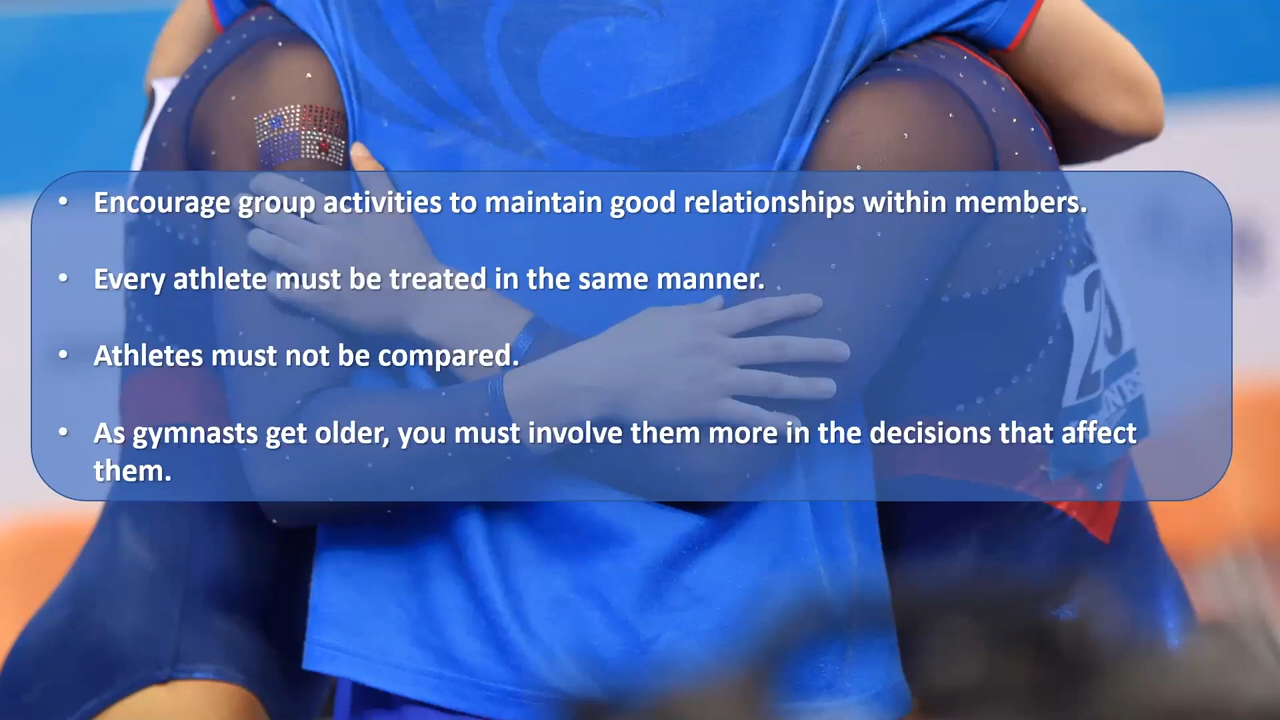 • Encourage group activities to maintain good relationships within members.
• Every athlete must be treated in the same manner.
• Athletes must not be compared.
• As gymnasts get older, you must involve them more in the decisions that affect
them.